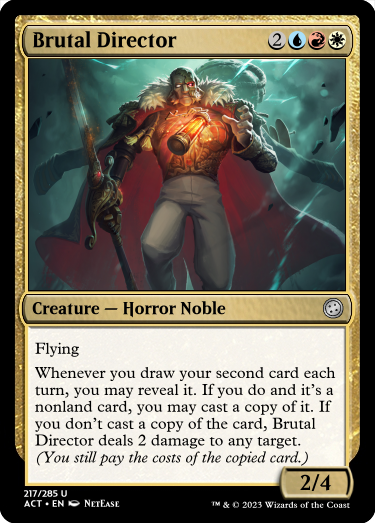 Brutal Director 2
Creature — Horror Noble
Flying
Whenever you draw your second card each
turn, you may reveal it. If you do and it's a
nonland card, you may cast a copy of it. If
you don't cast a copy of the card, Brutal
Director deals 2 damage to any target.
(You still pay the costs of the copied card.)
2/4
217/285 U
ACT • EN NETEASE
™ & © 2023 Wizards of the Coast